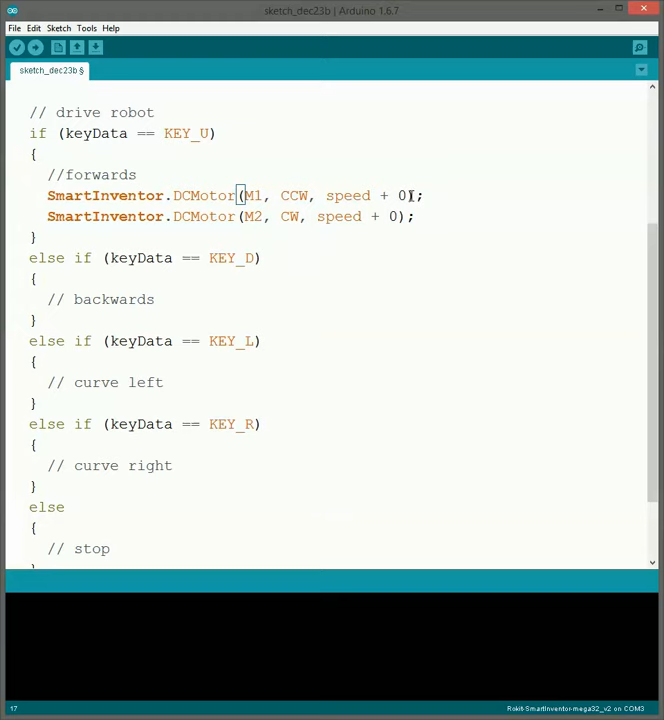 sketch_dec23b | Arduino 1.6.7
File Edit Sketch Tools Help
sketch_dec23b §
// drive robot
if (keyData == KEY_U)
{
//forwards
SmartInventor.DCMotor(M1, CCW, speed + 0);
SmartInventor.DCMotor(M2, CW, speed + 0);
}
else if (keyData == KEY_D)
{
// backwards
}
else if (keyData == KEY_L)
{
// curve left
}
else if (keyData == KEY_R)
{
// curve right
}
else
{
// stop
}
17
Rokit-SmartInventor-mega32_v2 on COM3